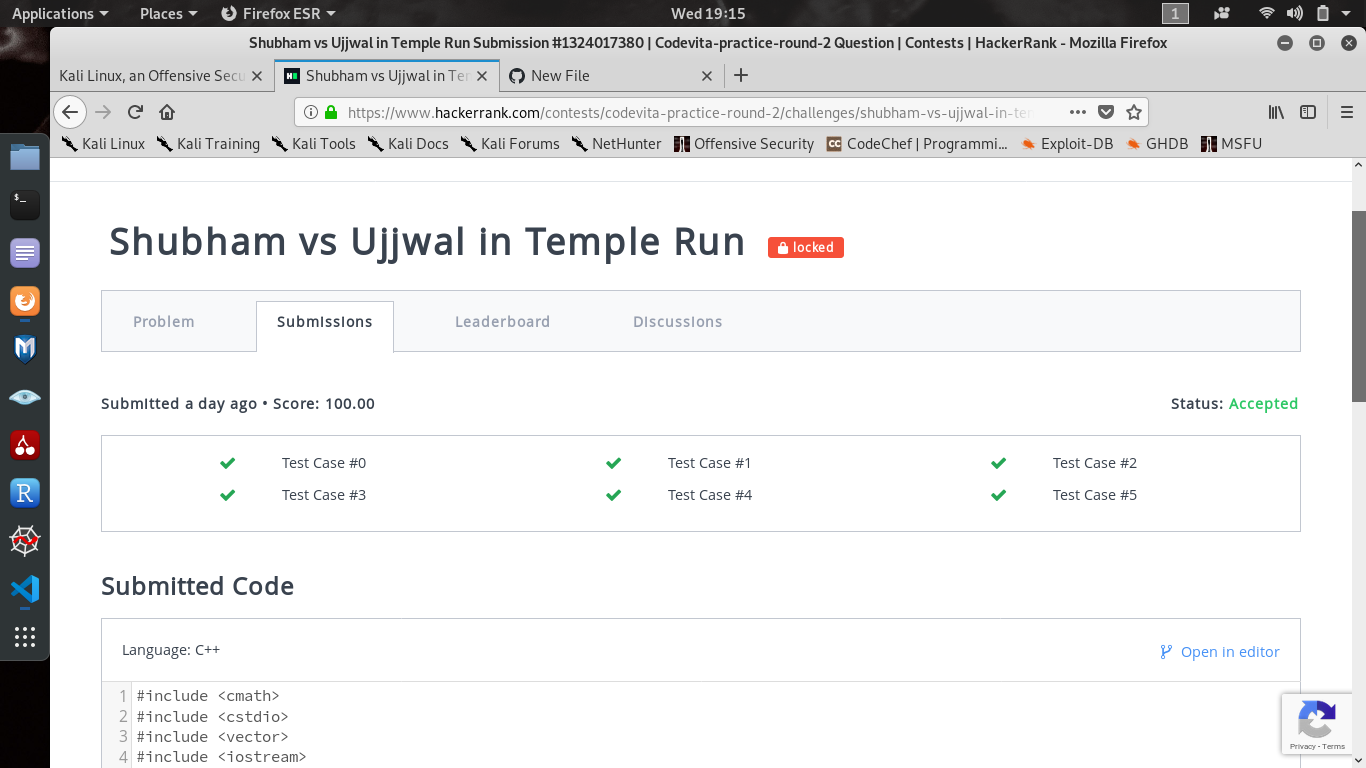 Applications Places Firefox ESR Wed 19:15 1
Shubham vs Ujjwal in Temple Run Submission #1324017380 | Codevita-practice-round-2 Question | Contests | HackerRank - Mozilla Firefox
Kali Linux, an Offensive Secu Shubham vs Ujjwal in Ten New File
https://www.hackerrank.com/contests/codevita-practice-round-2/challenges/shubham-vs-ujjwal-in-te
Kali Linux Kali Training Kali Tools Kali Docs Kali Forums NetHunter Offensive Security CC CodeChef | Programmi... Exploit-DB GHDB MSFU
Shubham vs Ujjwal in Temple Run locked
Problem Submissions Leaderboard Discussions
Submitted a day ago • Score: 100.00 Status: Accepted
Test Case #0 Test Case #1 Test Case #2
Test Case #3 Test Case #4 Test Case #5
Submitted Code
Language: C++ Open in editor
1 #include <cmath>
2 #include <cstdio>
3 #include <vector>
4 #include <iostream>
Privacy - Terms